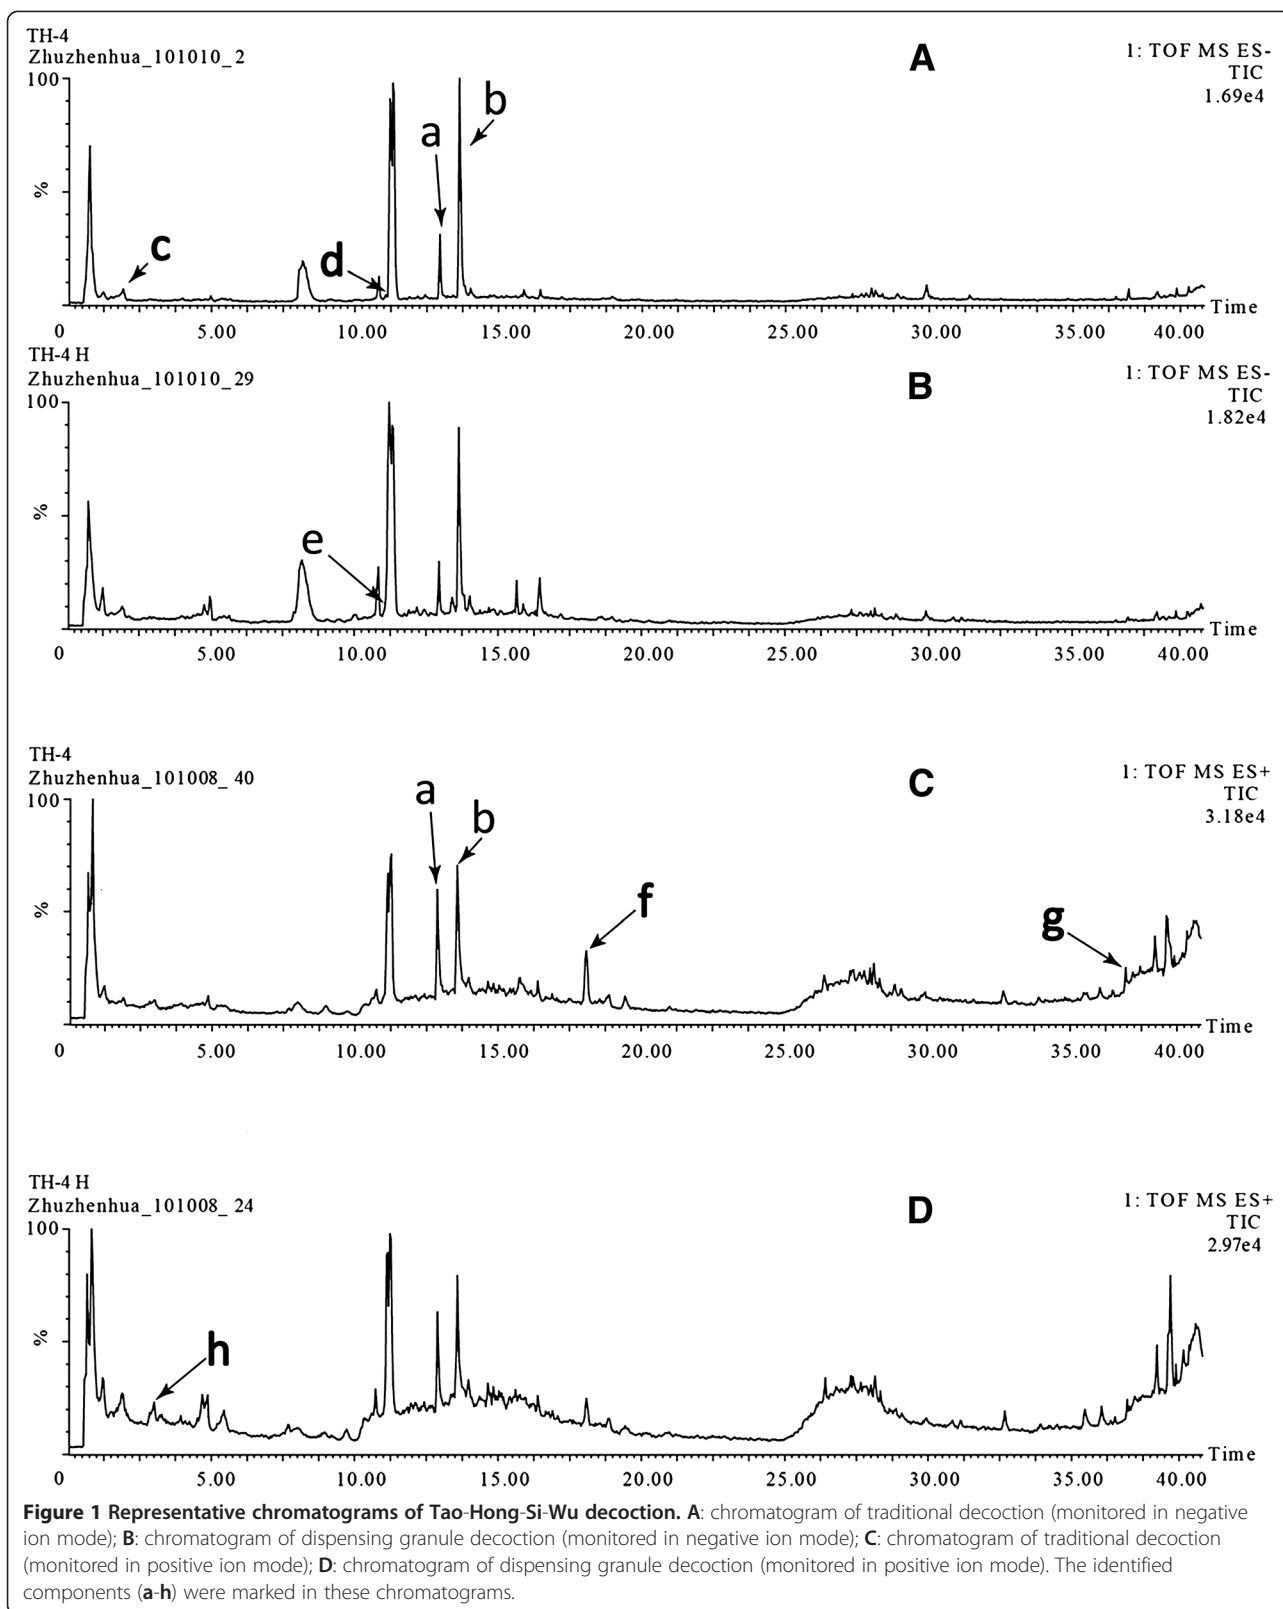 TH-4
Zhuzhenhua_101010_2
A
1: TOF MS ES-
TIC
1.69e4
100
%
a
b
c
d
Time
0 5.00 10.00 15.00 20.00 25.00 30.00 35.00 40.00
TH-4 H
Zhuzhenhua_101010_29
B
1: TOF MS ES-
TIC
1.82e4
100
%
e
Time
0 5.00 10.00 15.00 20.00 25.00 30.00 35.00 40.00
TH-4
Zhuzhenhua_101008_ 40
C
1: TOF MS ES+
TIC
3.18e4
100
%
a
b
f
g
Time
0 5.00 10.00 15.00 20.00 25.00 30.00 35.00 40.00
TH-4 H
Zhuzhenhua_101008_ 24
D
1: TOF MS ES+
TIC
2.97e4
100
%
h
Time
0 5.00 10.00 15.00 20.00 25.00 30.00 35.00 40.00
Figure 1 Representative chromatograms of Tao-Hong-Si-Wu decoction. A: chromatogram of traditional decoction (monitored in negative
ion mode); B: chromatogram of dispensing granule decoction (monitored in negative ion mode); C: chromatogram of traditional decoction
(monitored in positive ion mode); D: chromatogram of dispensing granule decoction (monitored in positive ion mode). The identified
components (a-h) were marked in these chromatograms.